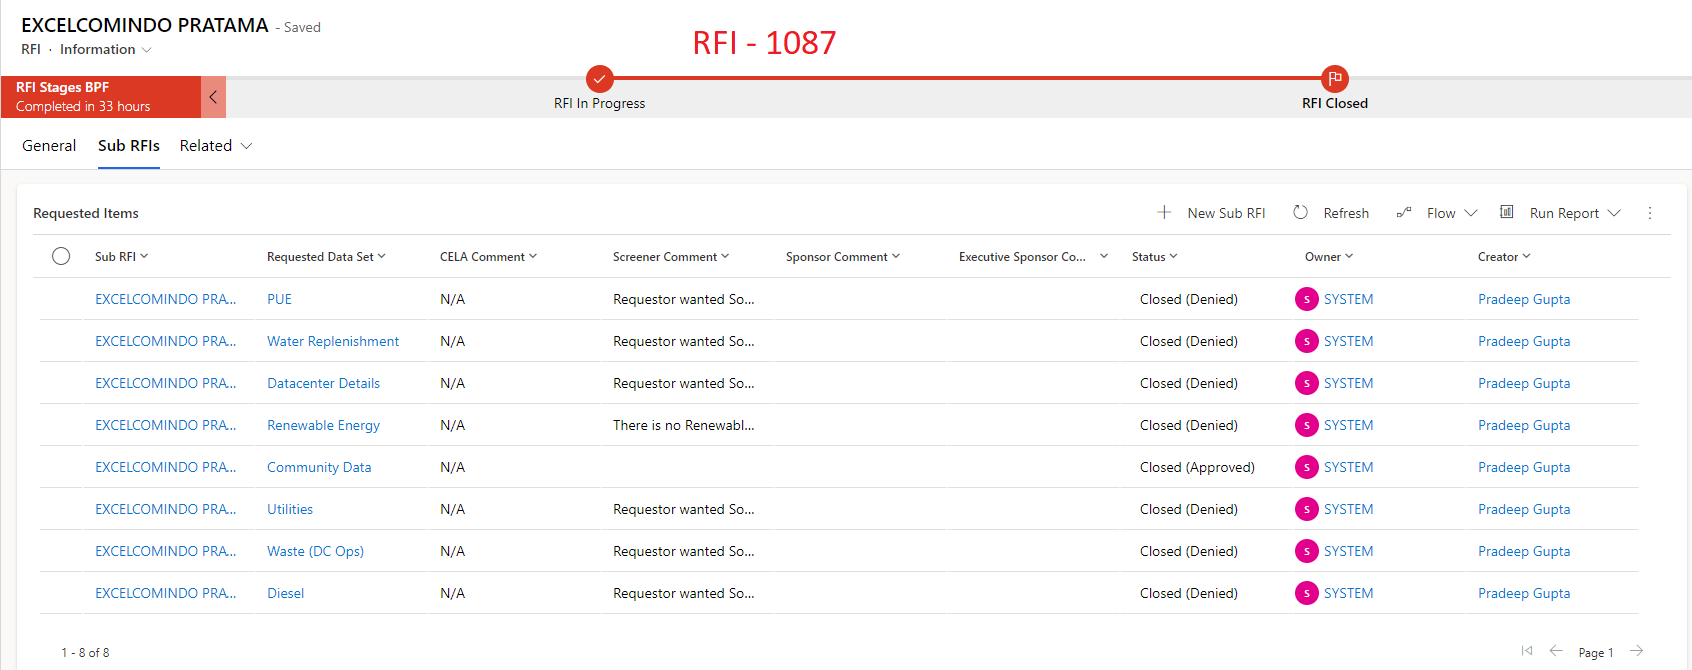 EXCELCOMINDO PRATAMA - Saved
RFI · Information
RFI - 1087
RFI Stages BPF
Completed in 33 hours
RFI In Progress
RFI Closed
General Sub RFIs Related
Requested Items
New Sub RFI Refresh Flow Run Report
Sub RFI Requested Data Set CELA Comment Screener Comment Sponsor Comment Executive Sponsor Co... Status Owner Creator
EXCELCOMINDO PRA... PUE N/A Requestor wanted So... Closed (Denied) S SYSTEM Pradeep Gupta
EXCELCOMINDO PRA... Water Replenishment N/A Requestor wanted So... Closed (Denied) S SYSTEM Pradeep Gupta
EXCELCOMINDO PRA... Datacenter Details N/A Requestor wanted So... Closed (Denied) S SYSTEM Pradeep Gupta
EXCELCOMINDO PRA... Renewable Energy N/A There is no Renewabl... Closed (Denied) S SYSTEM Pradeep Gupta
EXCELCOMINDO PRA... Community Data N/A Closed (Approved) S SYSTEM Pradeep Gupta
EXCELCOMINDO PRA... Utilities N/A Requestor wanted So... Closed (Denied) S SYSTEM Pradeep Gupta
EXCELCOMINDO PRA... Waste (DC Ops) N/A Requestor wanted So... Closed (Denied) S SYSTEM Pradeep Gupta
EXCELCOMINDO PRA... Diesel N/A Requestor wanted So... Closed (Denied) S SYSTEM Pradeep Gupta
1 - 8 of 8 Page 1